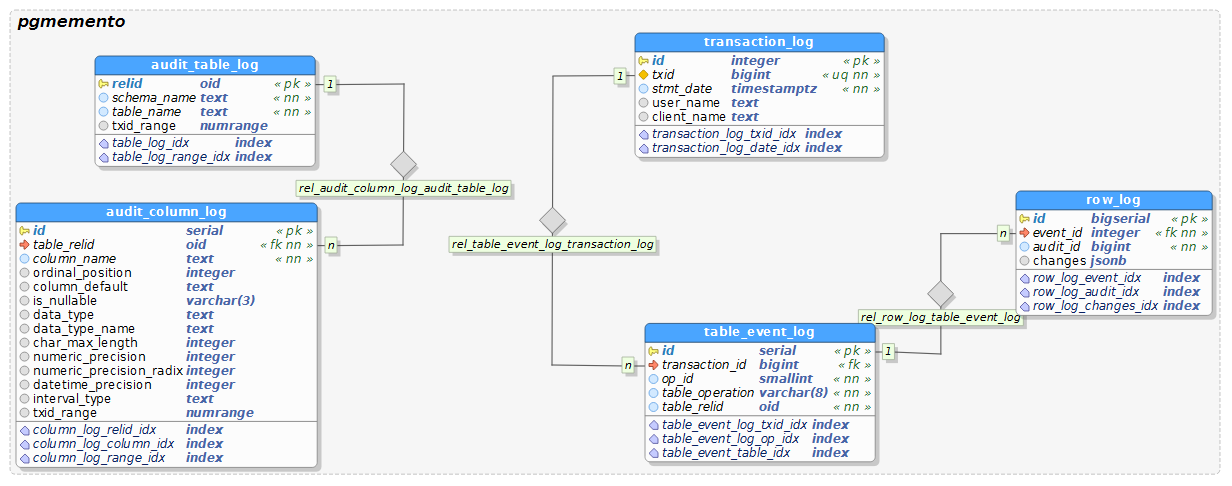 pgmemento
audit_table_log
relid oid « pk »
schema_name text « nn »
table_name text « nn »
txid_range numrange
table_log_idx index
table_log_range_idx index
1
rel_audit_column_log_audit_table_log
n
audit_column_log
id serial « pk »
table_relid oid « fk nn »
column_name text « nn »
ordinal_position integer
column_default text
is_nullable varchar(3)
data_type text
data_type_name text
char_max_length integer
numeric_precision integer
numeric_precision_radix integer
datetime_precision integer
interval_type text
txid_range numrange
column_log_relid_idx index
column_log_column_idx index
column_log_range_idx index
transaction_log
id integer « pk »
txid bigint « uq nn »
stmt_date timestamptz « nn »
user_name text
client_name text
transaction_log_txid_idx index
transaction_log_date_idx index
1
rel_table_event_log_transaction_log
n
table_event_log
id serial « pk »
transaction_id bigint « fk »
op_id smallint « nn »
table_operation varchar(8) « nn »
table_relid oid « nn »
table_event_log_txid_idx index
table_event_log_op_idx index
table_event_table_idx index
1
rel_row_log_table_event_log
n
row_log
id bigserial « pk »
event_id integer « fk nn »
audit_id bigint « nn »
changes jsonb
row_log_event_idx index
row_log_audit_idx index
row_log_changes_idx index